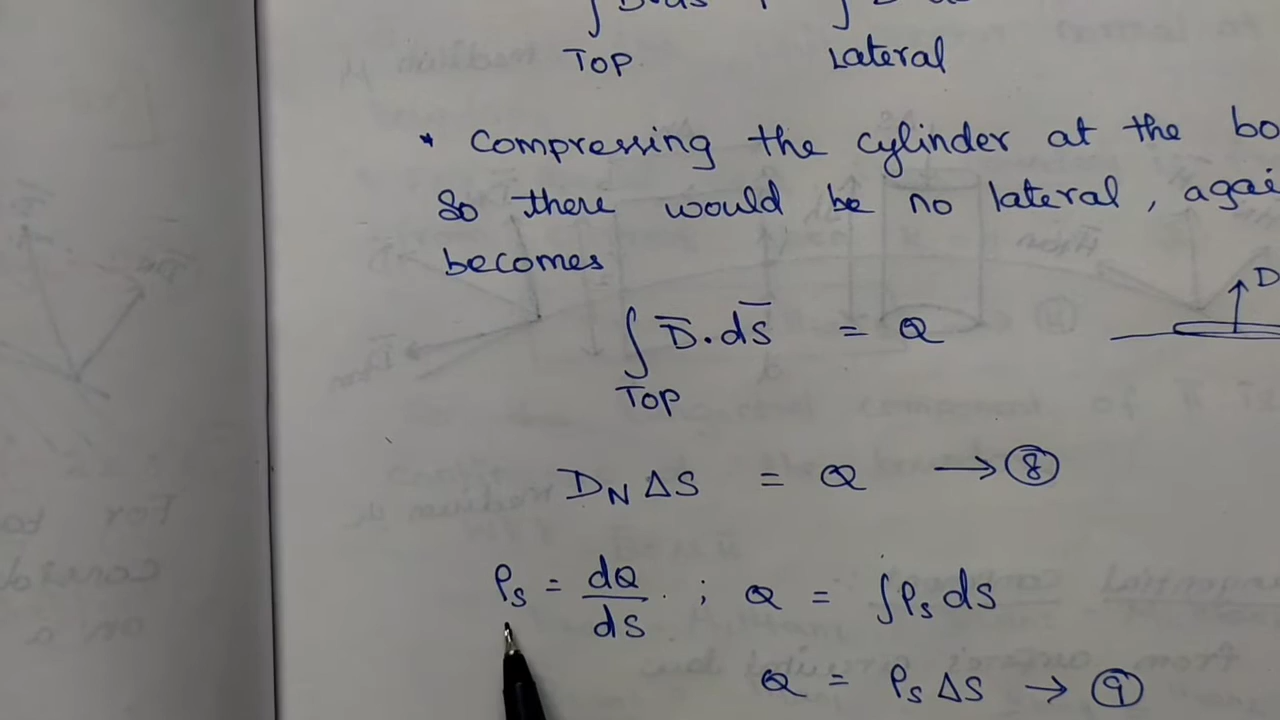 TOP Lateral
* Compressing the cylinder at the bo
So there would be no lateral, agai
becomes
∫ D̅.ds̅ = Q
TOP
D
D_N ΔS = Q → ⑧
ρ_s = dQ/ds ; Q = ∫ρ_s ds
Q = ρ_s ΔS → ⑨